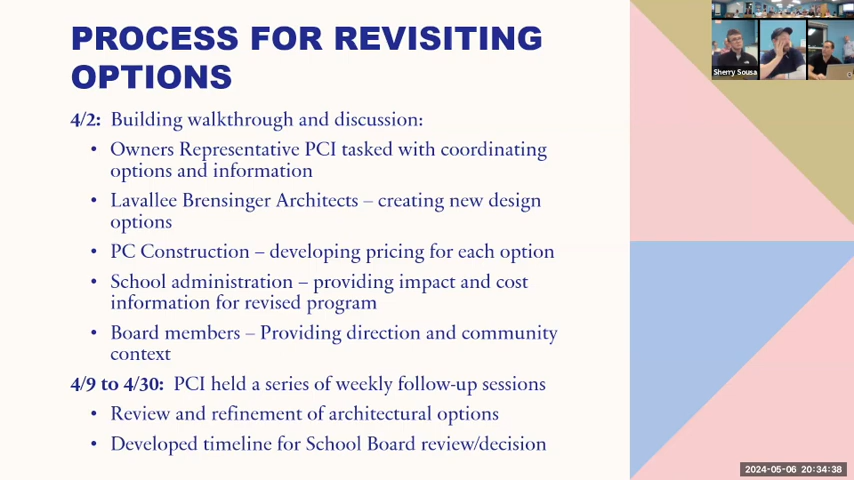 PROCESS FOR REVISITING
OPTIONS
4/2: Building walkthrough and discussion:
• Owners Representative PCI tasked with coordinating
options and information
• Lavallee Brensinger Architects – creating new design
options
• PC Construction – developing pricing for each option
• School administration – providing impact and cost
information for revised program
• Board members – Providing direction and community
context
4/9 to 4/30: PCI held a series of weekly follow-up sessions
• Review and refinement of architectural options
• Developed timeline for School Board review/decision
Sherry Sousa
2024-05-06 20:34:38